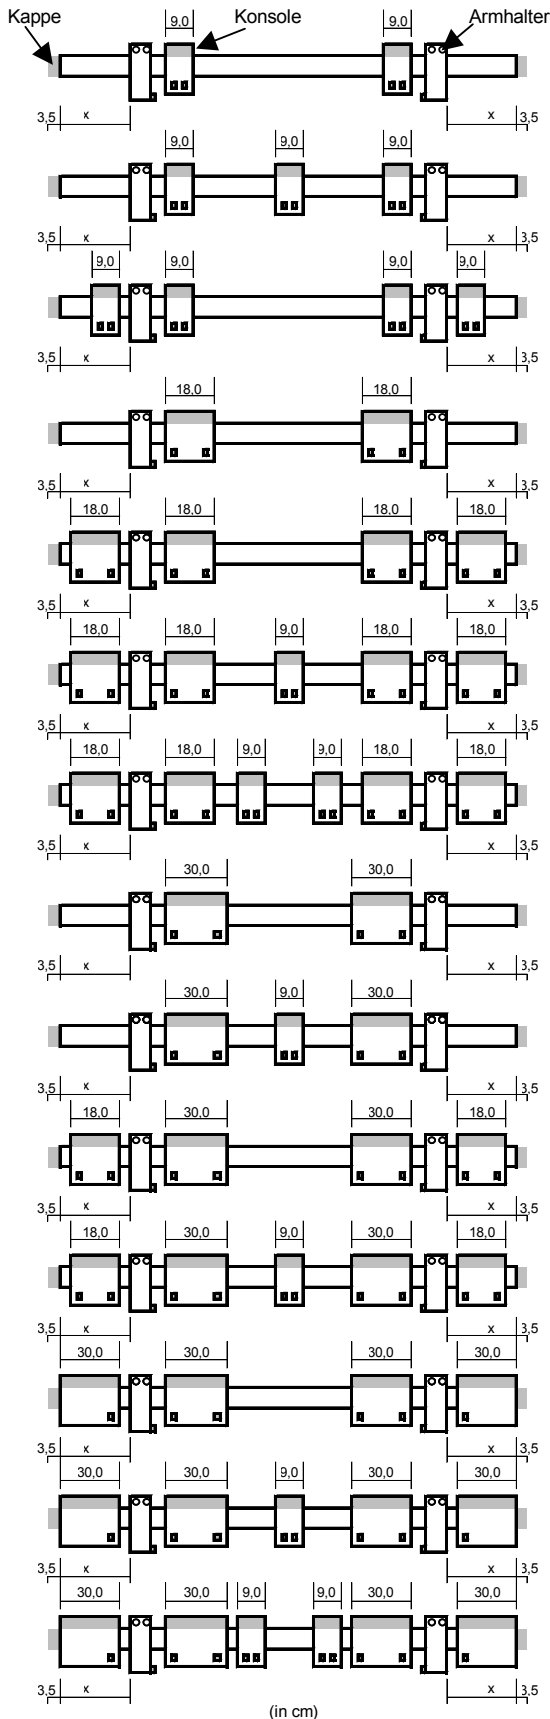 Kappe 9,0 Konsole 9,0 Armhalter
3,5 x x 3,5
9,0 9,0 9,0
3,5 x x 3,5
9,0 9,0 9,0 9,0
3,5 x x 3,5
18,0 18,0
3,5 x x 3,5
18,0 18,0 18,0 18,0
3,5 x x 3,5
18,0 18,0 9,0 18,0 18,0
3,5 x x 3,5
18,0 18,0 9,0 9,0 18,0 18,0
3,5 x x 3,5
30,0 30,0
3,5 x x 3,5
30,0 9,0 30,0
3,5 x x 3,5
18,0 30,0 30,0 18,0
3,5 x x 3,5
18,0 30,0 9,0 30,0 18,0
3,5 x x 3,5
30,0 30,0 30,0 30,0
3,5 x x 3,5
30,0 30,0 9,0 30,0 30,0
3,5 x x 3,5
30,0 30,0 9,0 9,0 30,0 30,0
3,5 x x 3,5
(in cm)